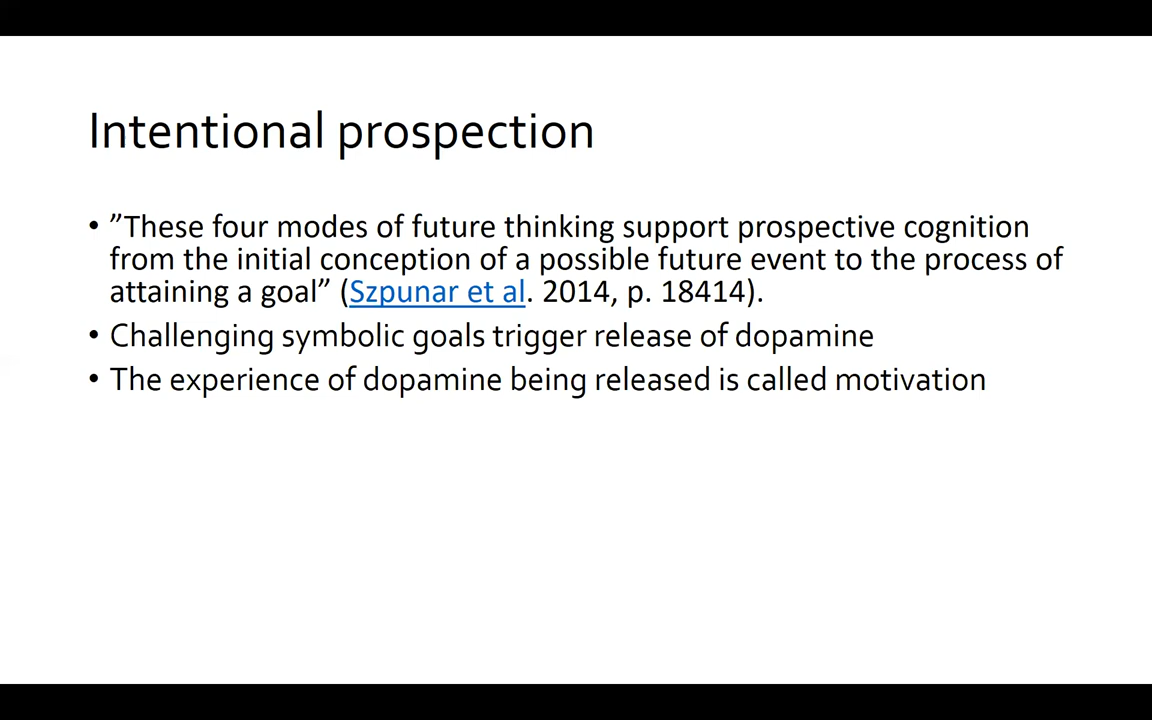 Intentional prospection
• ”These four modes of future thinking support prospective cognition
from the initial conception of a possible future event to the process of
attaining a goal” (Szpunar et al. 2014, p. 18414).
• Challenging symbolic goals trigger release of dopamine
• The experience of dopamine being released is called motivation